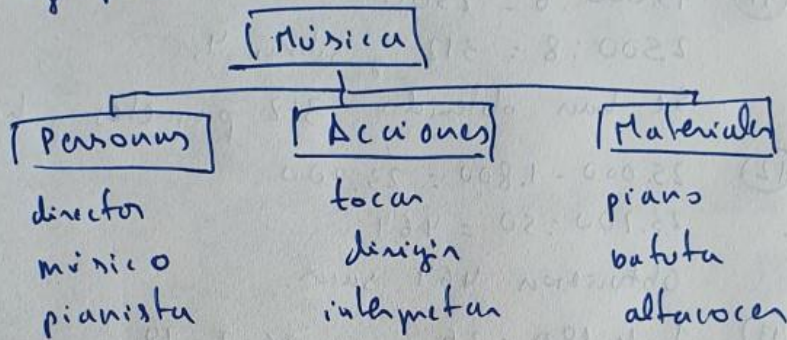 Música
Personas Acciones Materiales
director tocar piano
músico dirigir batuta
pianista interpretar altavoces